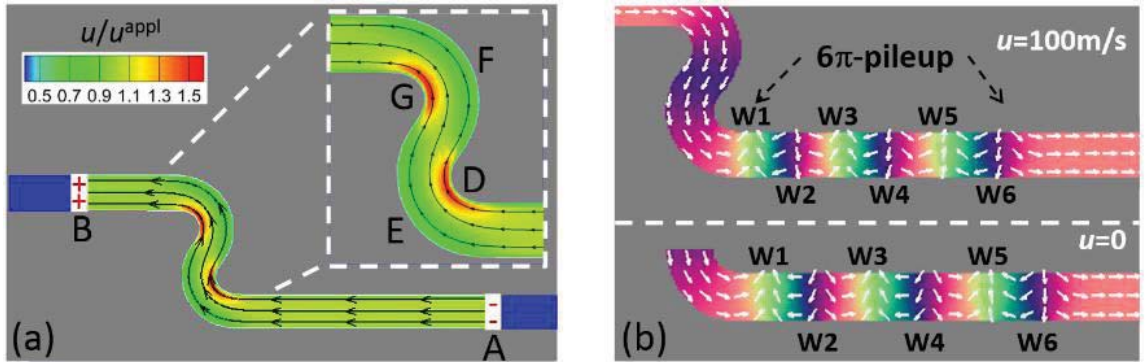 u/u^appl
0.5 0.7 0.9 1.1 1.3 1.5
F
G
D
E
+
+
B
-
-
A
(a)
u=100m/s
6π-pileup
W1 W3 W5
W2 W4 W6
u=0
W1 W3 W5
W2 W4 W6
(b)